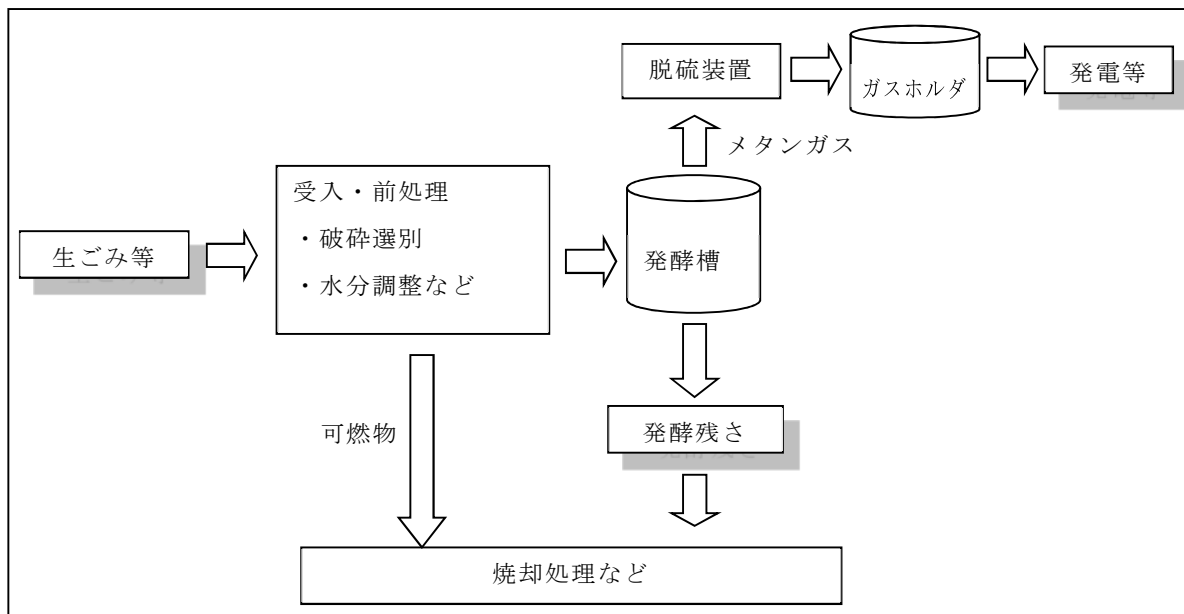 脱硫装置
ガスホルダ
発電等
メタンガス
受入・前処理
・破砕選別
・水分調整など
生ごみ等
発酵槽
可燃物
発酵残さ
焼却処理など